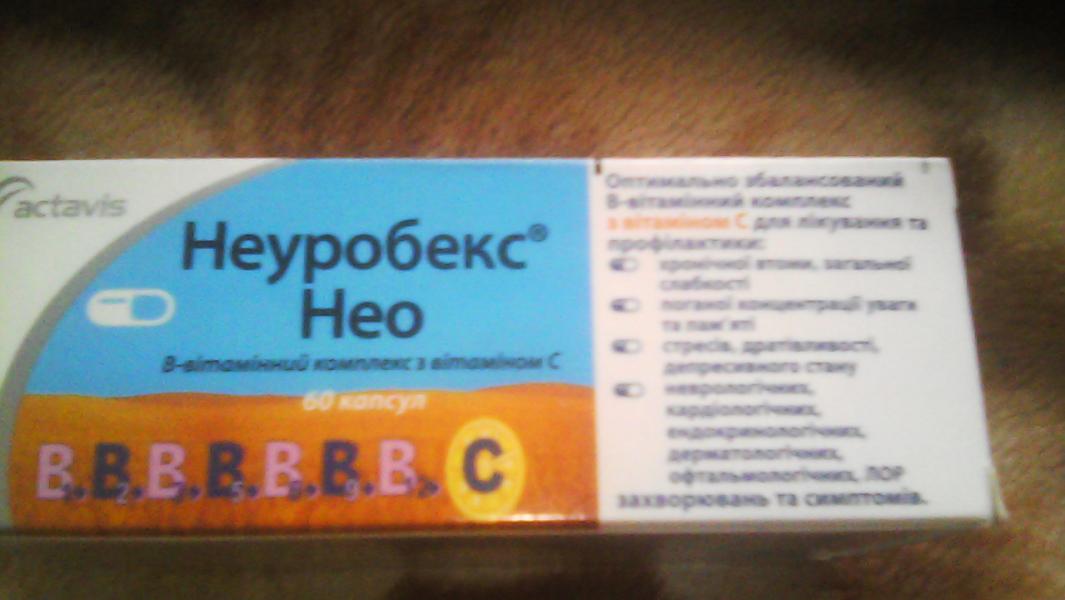 actavis
Неуробекс®
Нео
В-вітамінний комплекс з вітаміном С
60 капсул
B1, B2, B3, B5, B6, B9, B12, C
Оптимально збалансований
В-вітамінний комплекс
з вітаміном С для лікування та
профілактики:
хронічної втоми, загальної
слабкості
поганої концентрації уваги
та пам'яті
стресів, дратівливості,
депресивного стану
неврологічних,
кардіологічних,
ендокринологічних,
дерматологічних,
офтальмологічних, ЛОР
захворювань та симптомів.